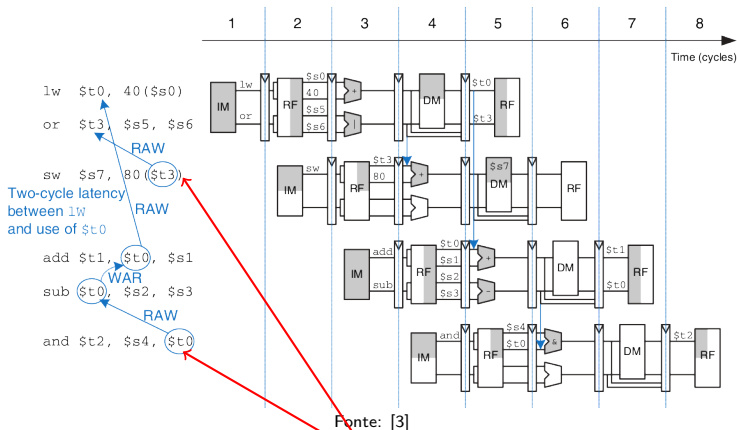 1 2 3 4 5 6 7 8
Time (cycles)
lw $t0, 40($s0)
or $t3, $s5, $s6
RAW
sw $s7, 80($t3)
Two-cycle latency
between lW
and use of $t0
RAW
add $t1, $t0, $s1
WAR
sub $t0, $s2, $s3
RAW
and $t2, $s4, $t0
IM lw or RF $s0 40 $s5 $s6 + | DM $t0 $t3 RF
IM sw RF $t3 80 + $s7 DM RF
IM add sub RF $t0 $s1 $s2 $s3 + - DM $t1 $t0 RF
IM and RF $s4 $t0 & DM $t2 RF
Fonte: [3]